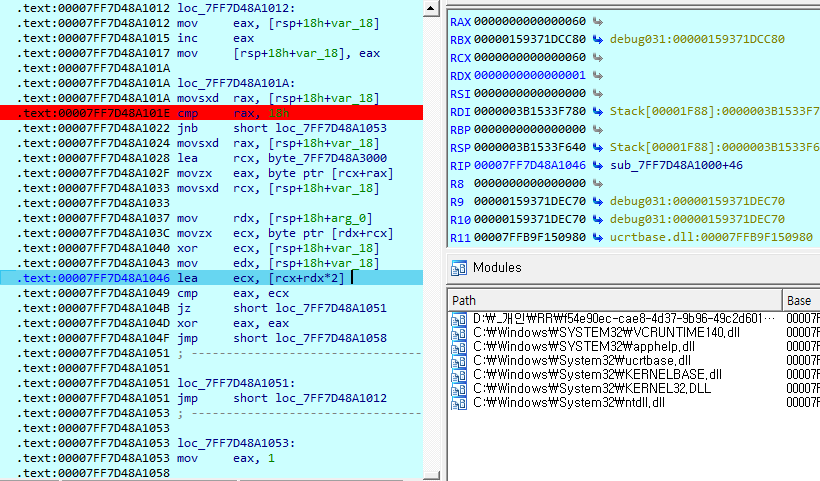 .text:00007FF7D48A1012 loc_7FF7D48A1012:
.text:00007FF7D48A1012 mov eax, [rsp+18h+var_18]
.text:00007FF7D48A1015 inc eax
.text:00007FF7D48A1017 mov [rsp+18h+var_18], eax
.text:00007FF7D48A101A
.text:00007FF7D48A101A loc_7FF7D48A101A:
.text:00007FF7D48A101A movsxd rax, [rsp+18h+var_18]
.text:00007FF7D48A101E cmp rax, 18h
.text:00007FF7D48A1022 jnb short loc_7FF7D48A1053
.text:00007FF7D48A1024 movsxd rax, [rsp+18h+var_18]
.text:00007FF7D48A1028 lea rcx, byte_7FF7D48A3000
.text:00007FF7D48A102F movzx eax, byte ptr [rcx+rax]
.text:00007FF7D48A1033 movsxd rcx, [rsp+18h+var_18]
.text:00007FF7D48A1033
.text:00007FF7D48A1037 mov rdx, [rsp+18h+arg_0]
.text:00007FF7D48A103C movzx ecx, byte ptr [rdx+rcx]
.text:00007FF7D48A1040 xor ecx, [rsp+18h+var_18]
.text:00007FF7D48A1043 mov edx, [rsp+18h+var_18]
.text:00007FF7D48A1046 lea ecx, [rcx+rdx*2]
.text:00007FF7D48A1049 cmp eax, ecx
.text:00007FF7D48A104B jz short loc_7FF7D48A1051
.text:00007FF7D48A104D xor eax, eax
.text:00007FF7D48A104F jmp short loc_7FF7D48A1058
.text:00007FF7D48A1051 ; ---------------------------
.text:00007FF7D48A1051
.text:00007FF7D48A1051 loc_7FF7D48A1051:
.text:00007FF7D48A1051 jmp short loc_7FF7D48A1012
.text:00007FF7D48A1053 ; ---------------------------
.text:00007FF7D48A1053
.text:00007FF7D48A1053 loc_7FF7D48A1053:
.text:00007FF7D48A1053 mov eax, 1
.text:00007FF7D48A1058
RAX 0000000000000060
RBX 00000159371DCC80 debug031:00000159371DCC80
RCX 0000000000000060
RDX 0000000000000001
RSI 0000000000000000
RDI 0000003B1533F780 Stack[00001F88]:0000003B1533F7
RBP 0000000000000000
RSP 0000003B1533F640 Stack[00001F88]:0000003B1533F6
RIP 00007FF7D48A1046 sub_7FF7D48A1000+46
R8 0000000000000000
R9 00000159371DEC70 debug031:00000159371DEC70
R10 00000159371DEC70 debug031:00000159371DEC70
R11 00007FFB9F150980 ucrtbase.dll:00007FFB9F150980
Modules
Path Base
D:₩_개인₩RR₩f54e90ec-cae8-4d37-9b96-49c2d601… 00007F
C:₩Windows₩SYSTEM32₩VCRUNTIME140.dll 00007F
C:₩Windows₩SYSTEM32₩apphelp.dll 00007F
C:₩Windows₩System32₩ucrtbase.dll 00007F
C:₩Windows₩System32₩KERNELBASE.dll 00007F
C:₩Windows₩System32₩KERNEL32.DLL 00007F
C:₩Windows₩System32₩ntdll.dll 00007F